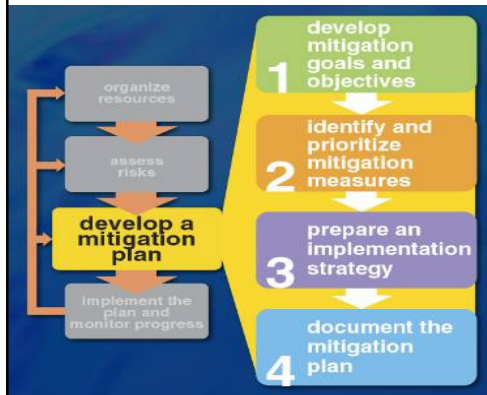 organize
resources
assess
risks
develop a
mitigation
plan
implement the
plan and
monitor progress
1
develop
mitigation
goals and
objectives
2
identify and
prioritize
mitigation
measures
3
prepare an
implementation
strategy
4
document the
mitigation
plan